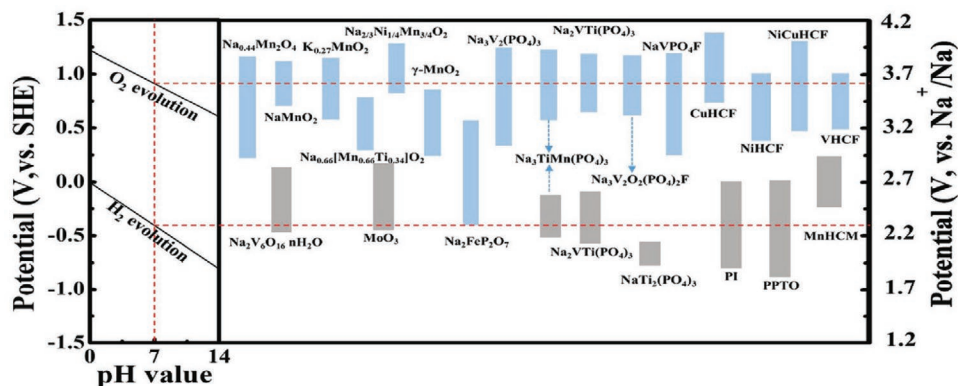 Potential (V,vs. SHE)
1.5
1.0
0.5
0.0
-0.5
-1.0
-1.5
O₂ evolution
H₂ evolution
0
7
14
pH value
Na₀.₄₄Mn₂O₄
NaMnO₂
K₀.₂₇MnO₂
Na₂/₃Ni₁/₄Mn₃/₄O₂
γ-MnO₂
Na₀.₆₆[Mn₀.₆₆Ti₀.₃₄]O₂
Na₃V₂(PO₄)₃
Na₂VTi(PO₄)₃
NaVPO₄F
CuHCF
NiCuHCF
NiHCF
VHCF
Na₃TiMn(PO₄)₃
Na₃V₂O₂(PO₄)₂F
Na₂V₆O₁₆ nH₂O
MoO₃
Na₂FeP₂O₇
Na₂VTi(PO₄)₃
NaTi₂(PO₄)₃
PI
PPTO
MnHCM
4.2
3.7
3.2
2.7
2.2
1.7
1.2
Potential (V, vs. Na⁺/Na)